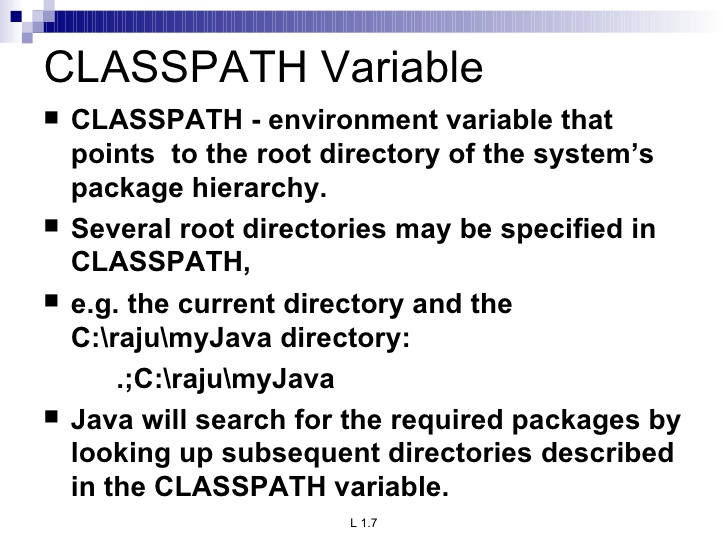 CLASSPATH Variable
CLASSPATH - environment variable that
points  to the root directory of the system’s
package hierarchy.
Several root directories may be specified in
CLASSPATH,
e.g. the current directory and the
C:\raju\myJava directory:
.;C:\raju\myJava
Java will search for the required packages by
looking up subsequent directories described
in the CLASSPATH variable.
L 1.7